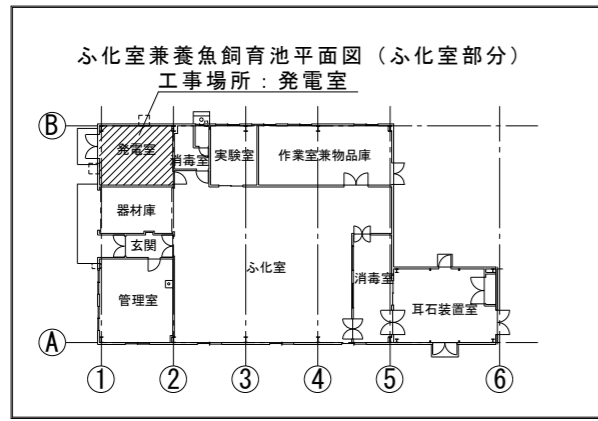 ふ化室兼養魚飼育池平面図（ふ化室部分）
工事場所：発電室
Ⓑ
発電室
消毒室
実験室
作業室兼物品庫
器材庫
玄関
ふ化室
管理室
消毒室
耳石装置室
Ⓐ
① ② ③ ④ ⑤ ⑥